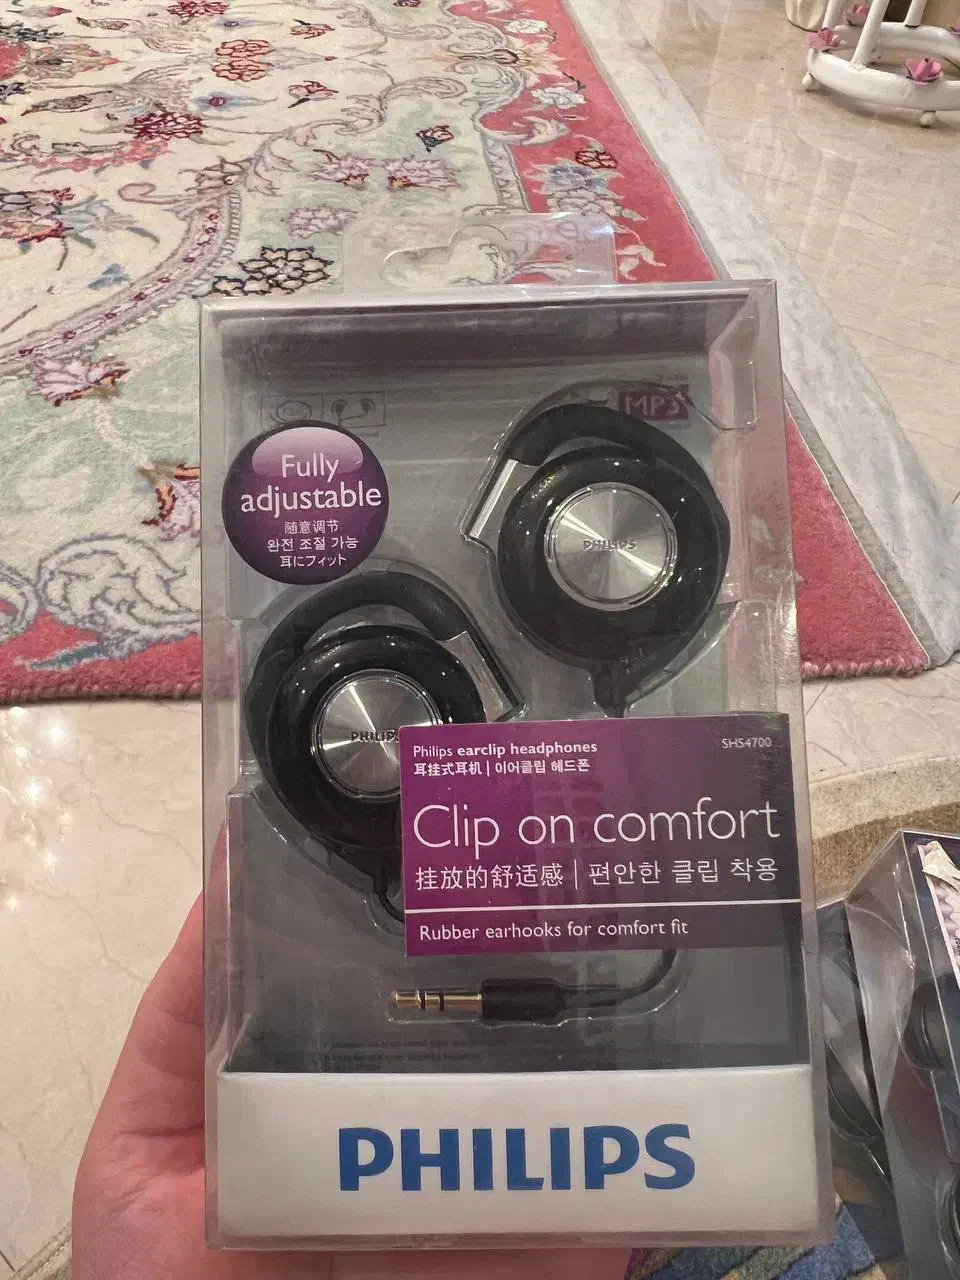 MP3
Fully
adjustable
随意调节
완전 조절 가능
耳にフィット
PHILIPS
PHILIPS
Philips earclip headphones
SHS4700
耳挂式耳机 | 이어클립 헤드폰
Clip on comfort
挂放的舒适感 | 편안한 클립 착용
Rubber earhooks for comfort fit
PHILIPS